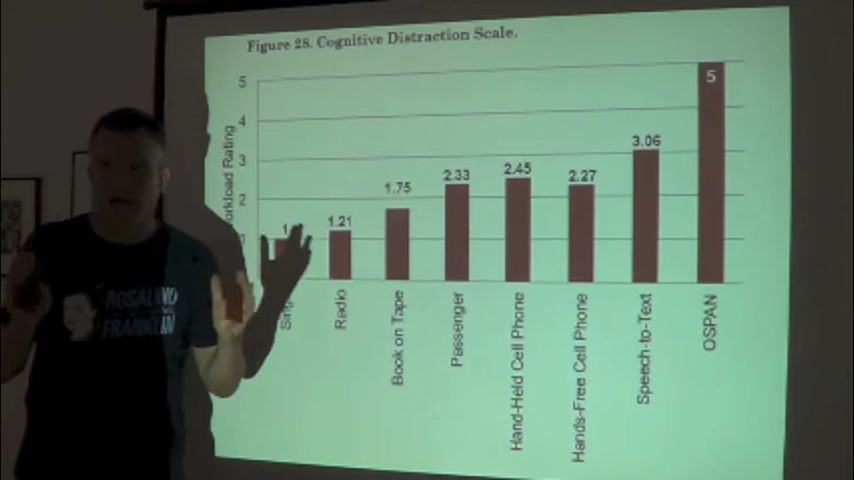 Figure 28. Cognitive Distraction Scale.
5
4
3
2
1
1.21
1.75
2.33
2.45
2.27
3.06
5
Radio
Book on Tape
Passenger
Hand-Held Cell Phone
Hands-Free Cell Phone
Speech-to-Text
OSPAN
Rating
ROSALIND
FRANKLIN